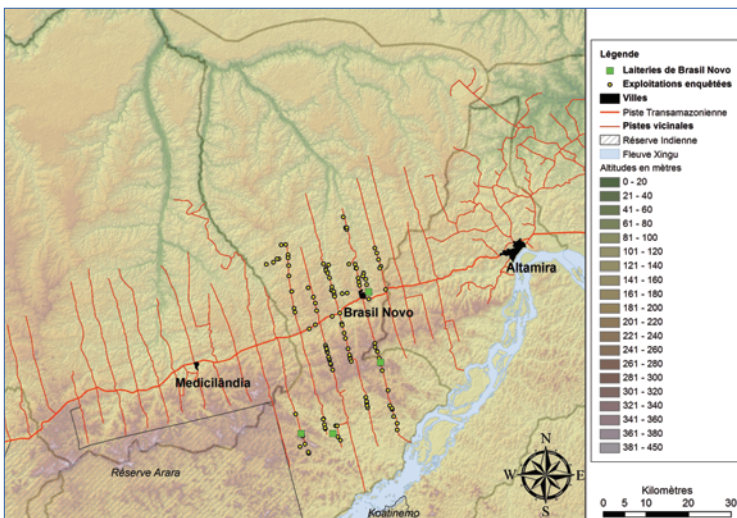 Altamira
Brasil Novo
Medicilândia
Réserve Arara
Koatinemo
N
W
E
S
Légende
Laiteries de Brasil Novo
Exploitations enquêtées
Villes
Piste Transamazonienne
Pistes vicinales
Réserve Indienne
Fleuve Xingu
Altitudes en mètres
0 - 20
21 - 40
41 - 60
61 - 80
81 - 100
101 - 120
121 - 140
141 - 160
161 - 180
181 - 200
201 - 220
221 - 240
241 - 260
261 - 280
281 - 300
301 - 320
321 - 340
341 - 360
361 - 380
381 - 450
Kilomètres
0 5 10 20 30